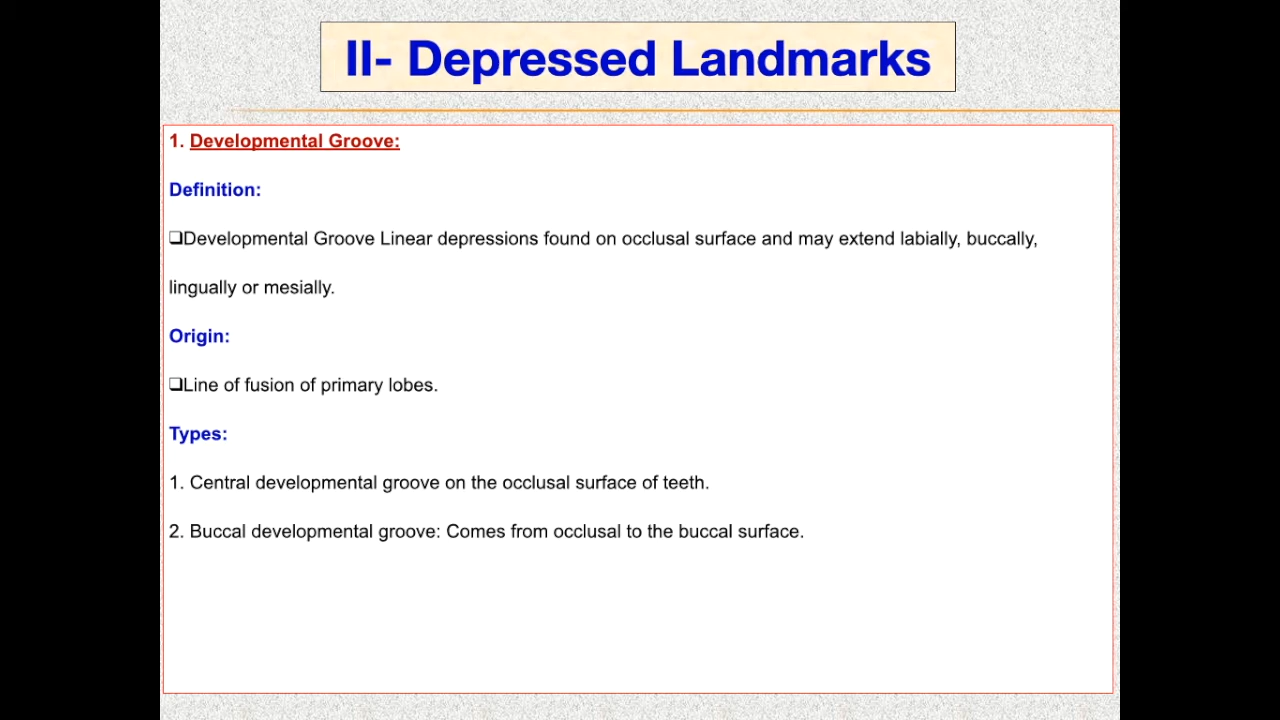 II- Depressed Landmarks
1. Developmental Groove:
Definition:
❑Developmental Groove Linear depressions found on occlusal surface and may extend labially, buccally,
lingually or mesially.
Origin:
❑Line of fusion of primary lobes.
Types:
1. Central developmental groove on the occlusal surface of teeth.
2. Buccal developmental groove: Comes from occlusal to the buccal surface.